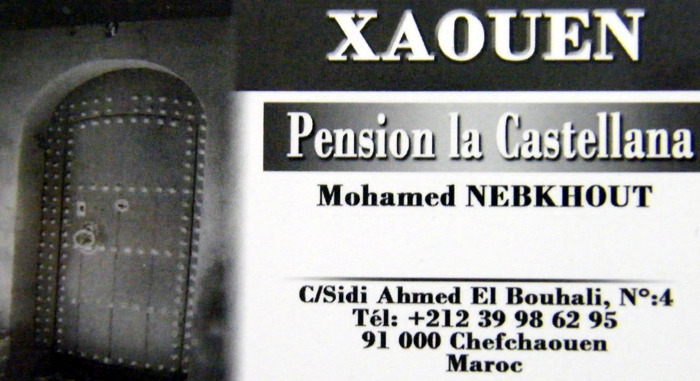 XAOUEN
Pension la Castellana
Mohamed NEBKHOUT
C/Sidi Ahmed El Bouhali, N°:4
Tél: +212 39 98 62 95
91 000 Chefchaouen
Maroc